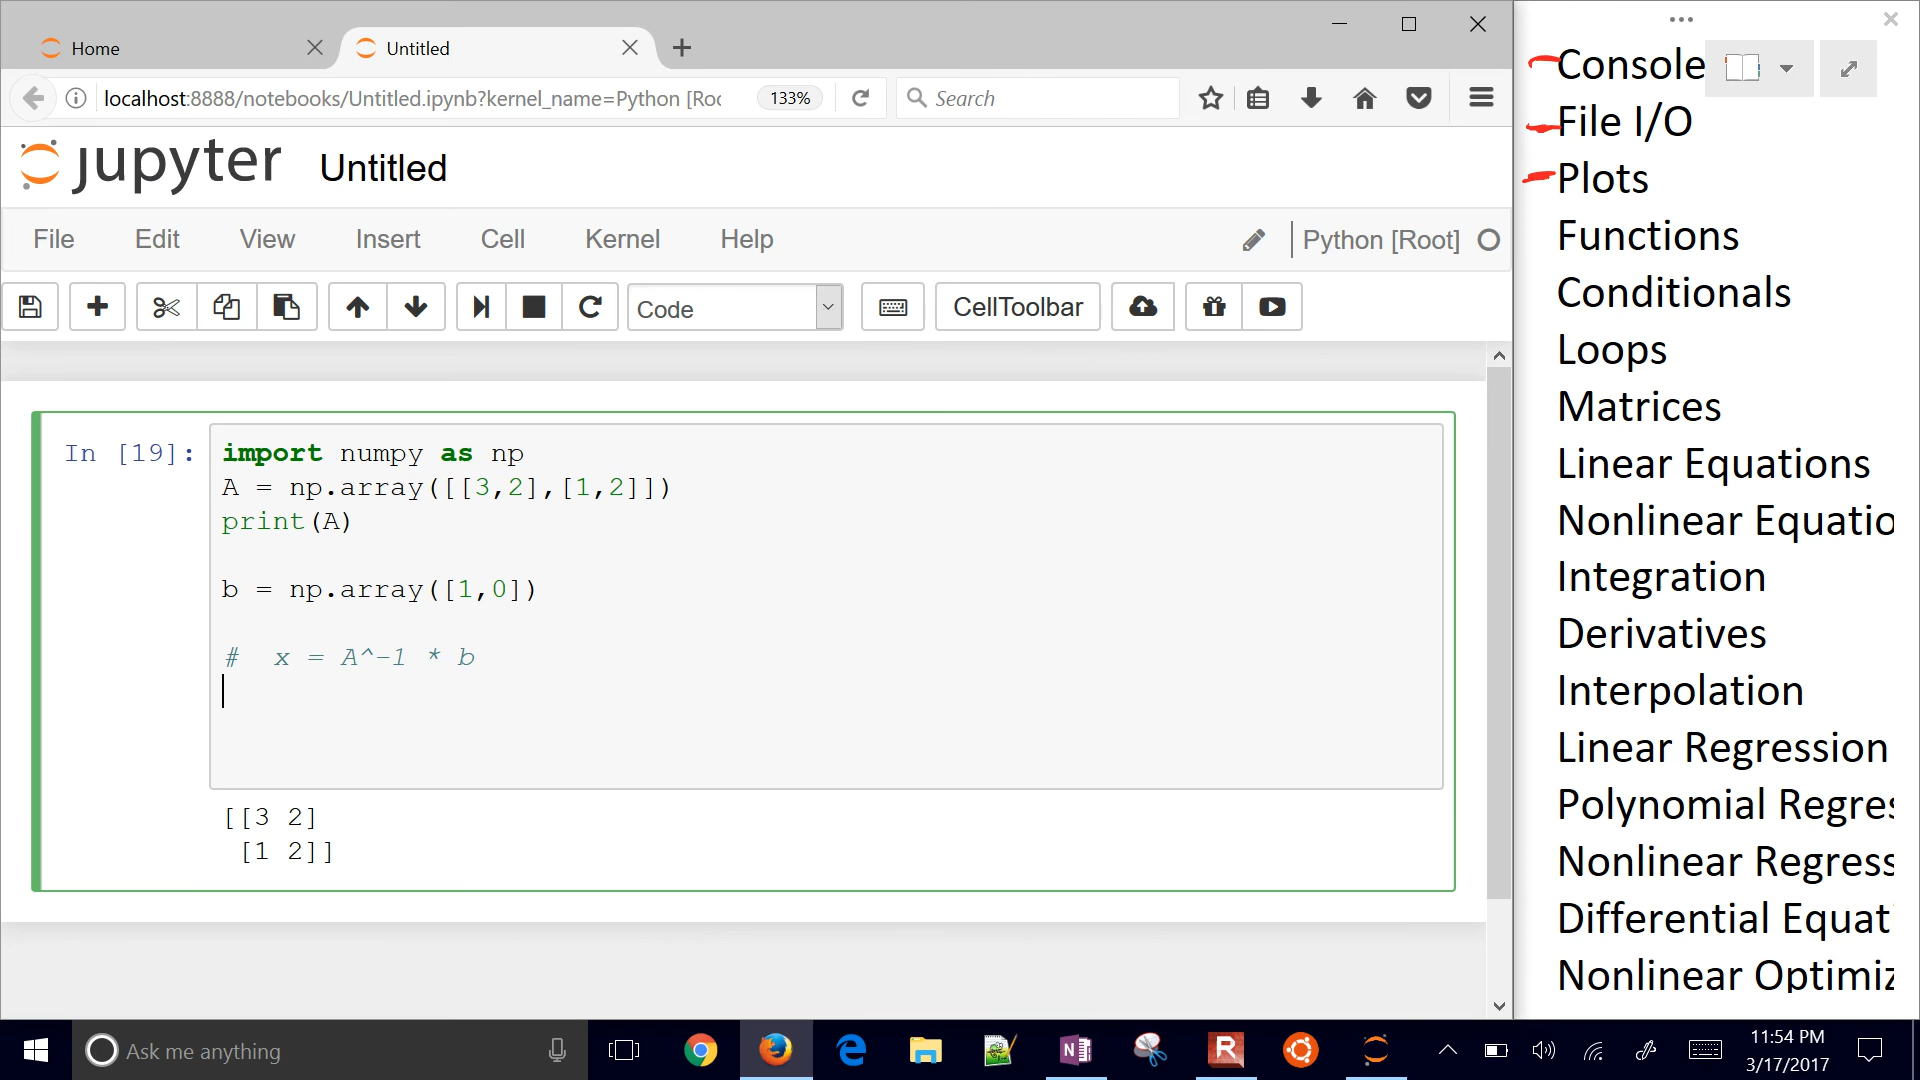 Home
Untitled
localhost:8888/notebooks/Untitled.ipynb?kernel_name=Python [Roo
133%
Search
jupyter Untitled
File Edit View Insert Cell Kernel Help
Python [Root]
Code
CellToolbar
In [19]:
import numpy as np
A = np.array([[3,2],[1,2]])
print(A)
b = np.array([1,0])
# x = A^-1 * b
[[3 2]
[1 2]]
Console
File I/O
Plots
Functions
Conditionals
Loops
Matrices
Linear Equations
Nonlinear Equatio
Integration
Derivatives
Interpolation
Linear Regression
Polynomial Regres
Nonlinear Regress
Differential Equat
Nonlinear Optimiz
Ask me anything
11:54 PM
3/17/2017